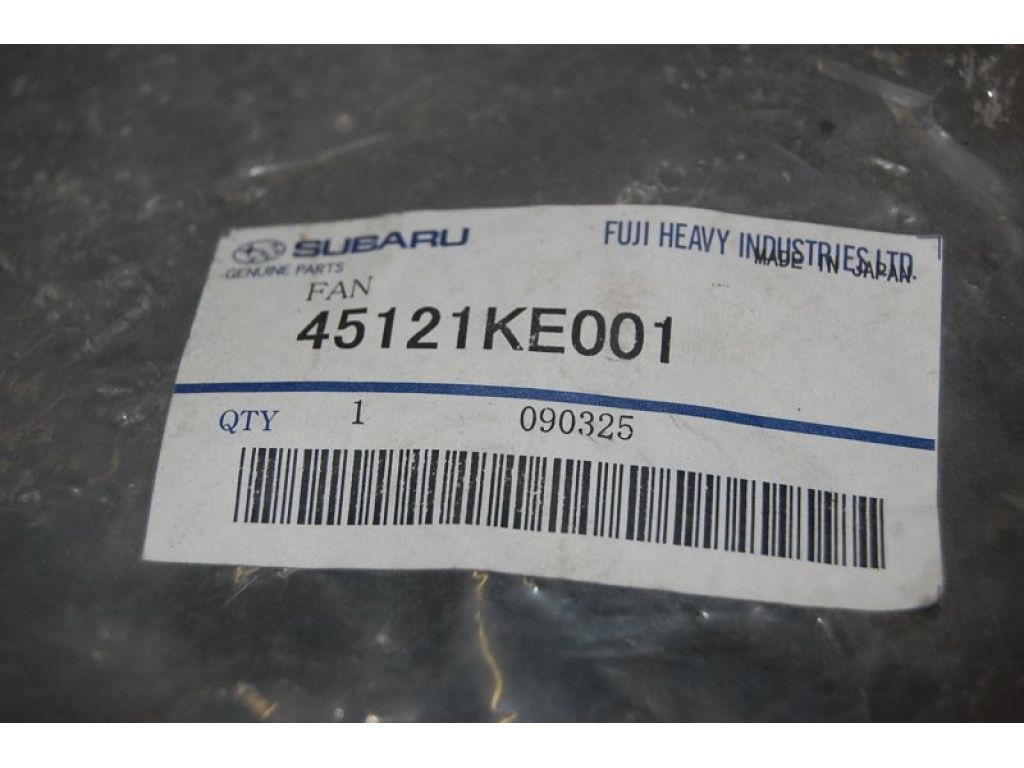 SUBARU
GENUINE PARTS
FUJI HEAVY INDUSTRIES LTD.
MADE IN JAPAN.
FAN
45121KE001
QTY 1 090325